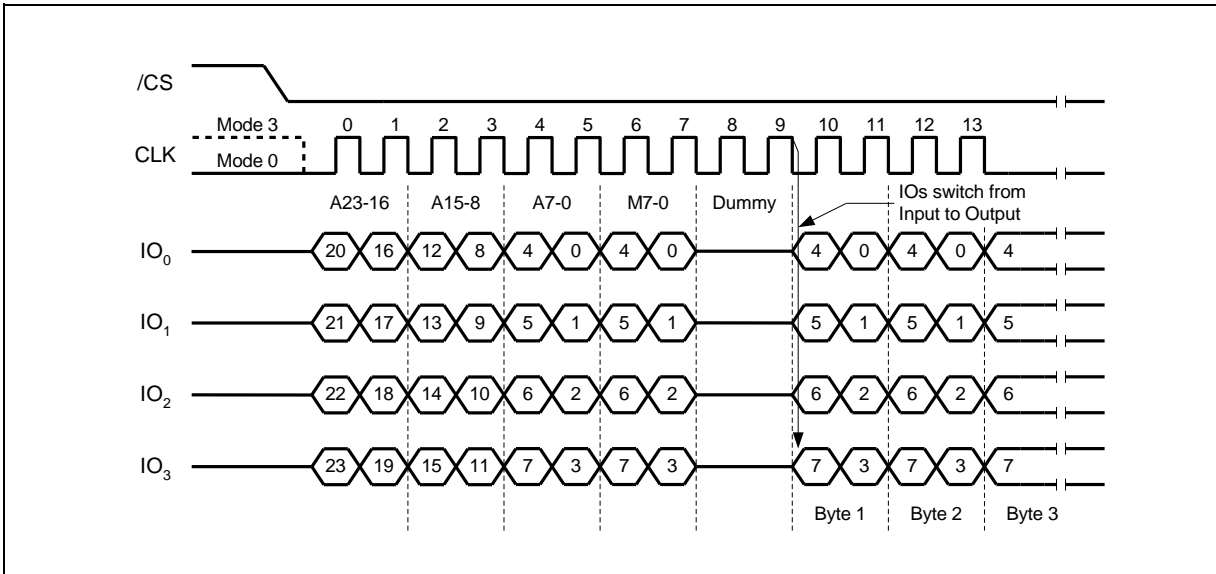 /CS
Mode 3 0 1 2 3 4 5 6 7 8 9 10 11 12 13
CLK
Mode 0
IOs switch from
Input to Output
A23-16 A15-8 A7-0 M7-0 Dummy
IO0 20 16 12 8 4 0 4 0 4 0 4 0 4
IO1 21 17 13 9 5 1 5 1 5 1 5 1 5
IO2 22 18 14 10 6 2 6 2 6 2 6 2 6
IO3 23 19 15 11 7 3 7 3 7 3 7 3 7
Byte 1 Byte 2 Byte 3